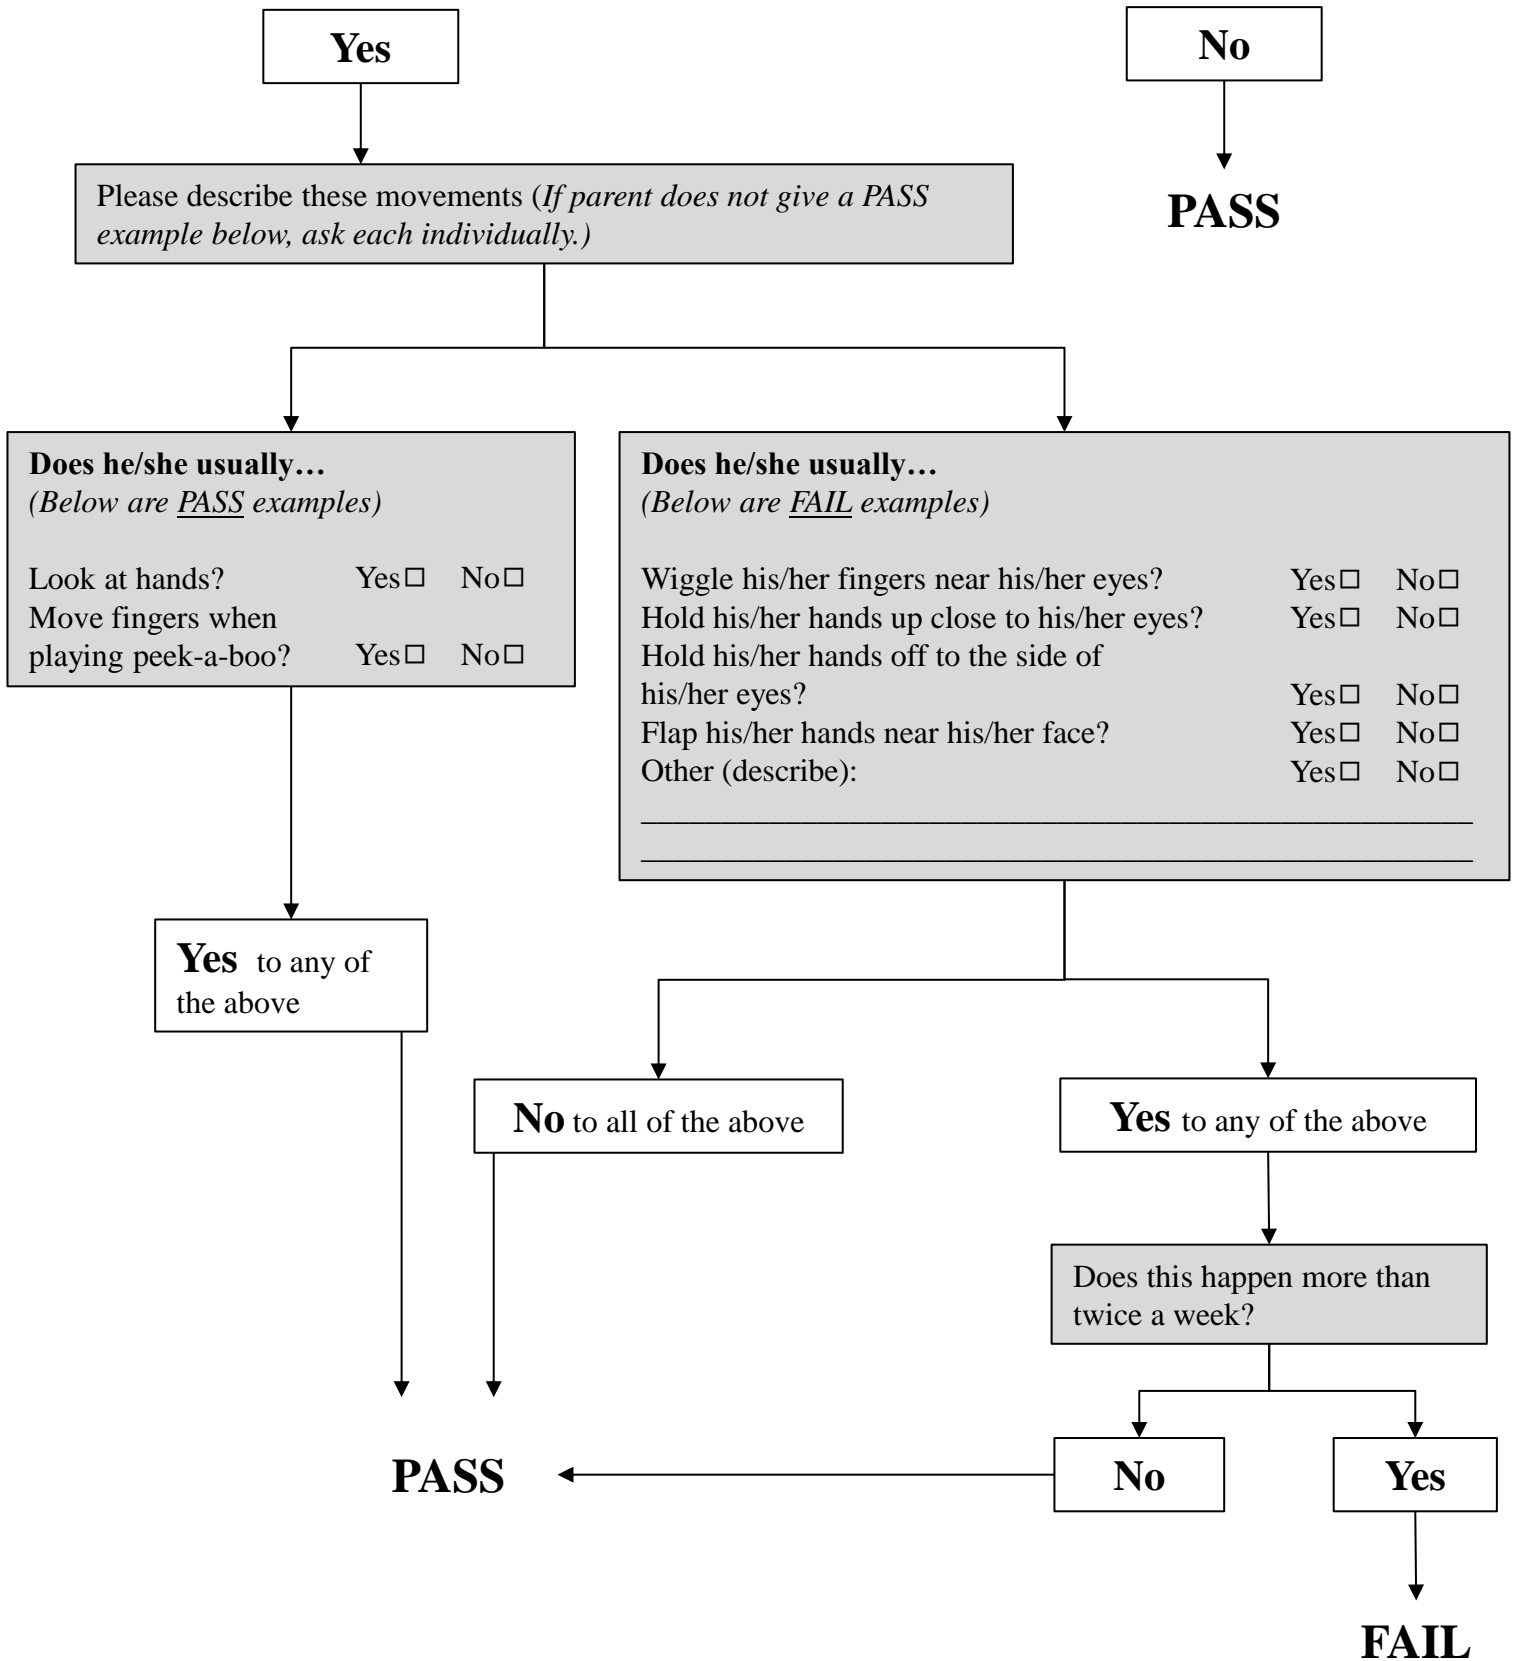 Yes
No
PASS
Please describe these movements (If parent does not give a PASS
example below, ask each individually.)
Does he/she usually…
(Below are PASS examples)
Look at hands? Yes□ No□
Move fingers when
playing peek-a-boo? Yes□ No□
Does he/she usually…
(Below are FAIL examples)
Wiggle his/her fingers near his/her eyes? Yes□ No□
Hold his/her hands up close to his/her eyes? Yes□ No□
Hold his/her hands off to the side of
his/her eyes? Yes□ No□
Flap his/her hands near his/her face? Yes□ No□
Other (describe): Yes□ No□
Yes to any of
the above
No to all of the above
Yes to any of the above
Does this happen more than
twice a week?
PASS
No
Yes
FAIL